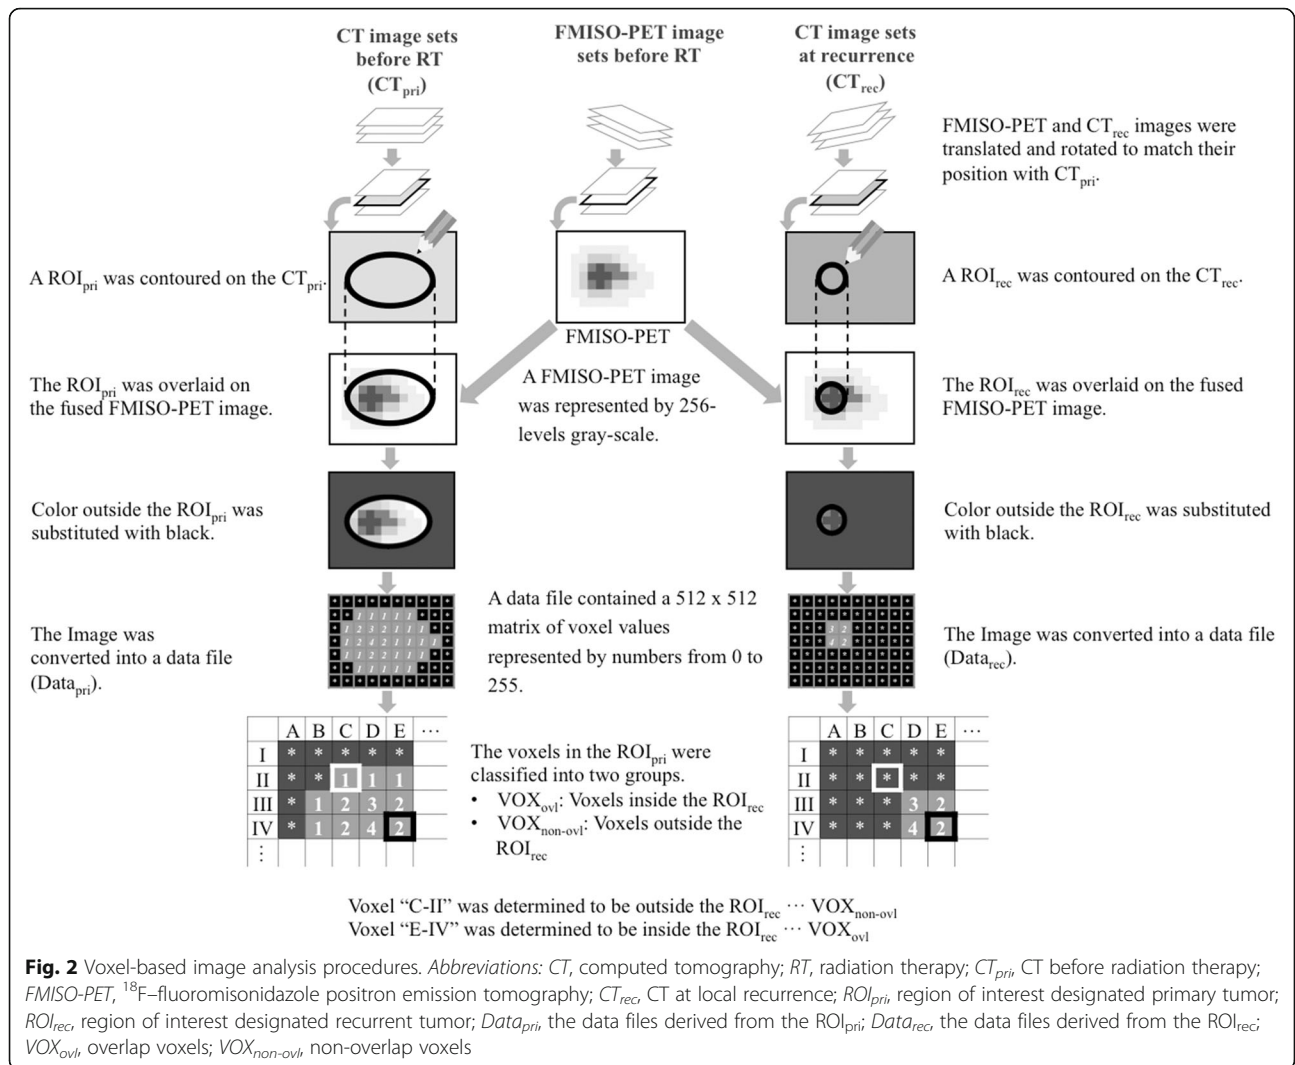 CT image sets
before RT
(CTpri)
FMISO-PET image
sets before RT
CT image sets
at recurrence
(CTrec)
FMISO-PET and CTrec images were
translated and rotated to match their
position with CTpri.
A ROIpri was contoured on the CTpri.
FMISO-PET
A ROIrec was contoured on the CTrec.
The ROIpri was overlaid on
the fused FMISO-PET image.
A FMISO-PET image
was represented by 256-
levels gray-scale.
The ROIrec was overlaid on the fused
FMISO-PET image.
Color outside the ROIpri was
substituted with black.
Color outside the ROIrec was substituted
with black.
The Image was
converted into a data file
(Datapri).
A data file contained a 512 x 512
matrix of voxel values
represented by numbers from 0 to
255.
The Image was converted into a data file
(Datarec).
A B C D E ⋯
I * * * * *
II * * 1 1 1
III * 1 2 3 2
IV * 1 2 4 2
⋮
The voxels in the ROIpri were
classified into two groups.
• VOXovl: Voxels inside the ROIrec
• VOXnon-ovl: Voxels outside the
ROIrec
A B C D E ⋯
I * * * * *
II * * * * *
III * * * 3 2
IV * * * 4 2
⋮
Voxel “C-II” was determined to be outside the ROIrec ⋯ VOXnon-ovl
Voxel “E-IV” was determined to be inside the ROIrec ⋯ VOXovl
Fig. 2 Voxel-based image analysis procedures. Abbreviations: CT, computed tomography; RT, radiation therapy; CTpri, CT before radiation therapy;
FMISO-PET, 18F–fluoromisonidazole positron emission tomography; CTrec, CT at local recurrence; ROIpri, region of interest designated primary tumor;
ROIrec, region of interest designated recurrent tumor; Datapri, the data files derived from the ROIpri; Datarec, the data files derived from the ROIrec;
VOXovl, overlap voxels; VOXnon-ovl, non-overlap voxels